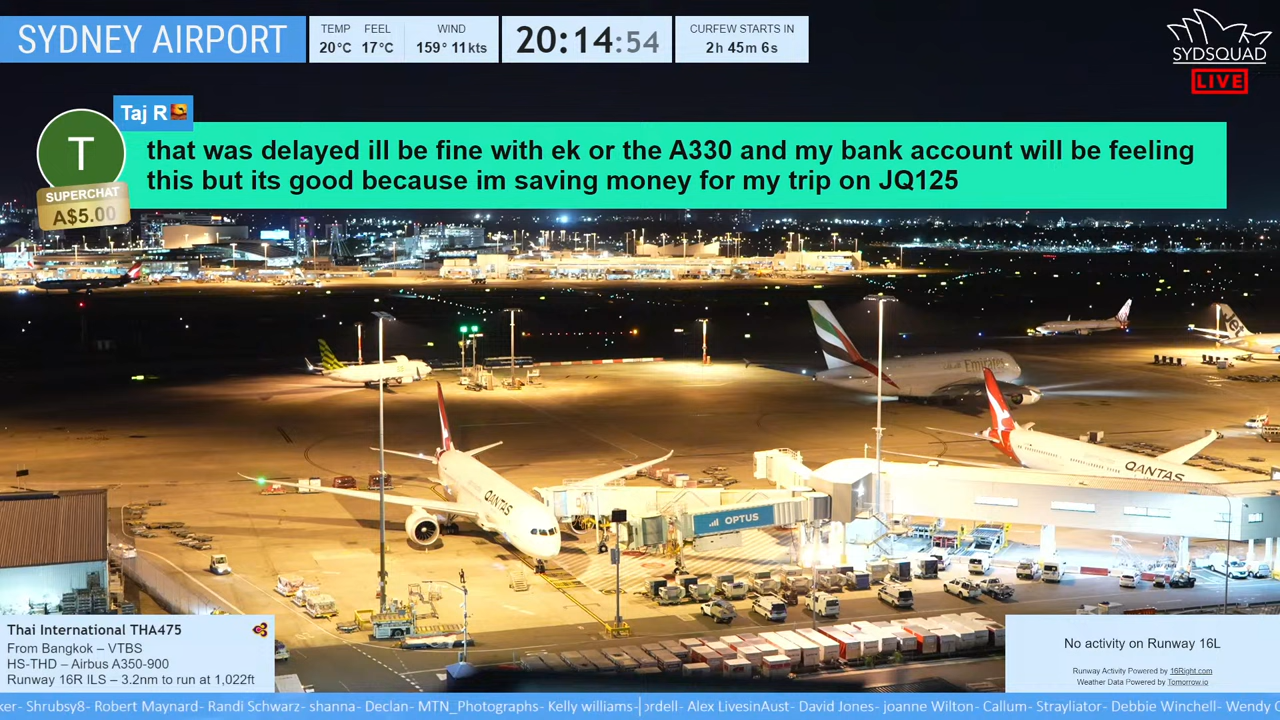 SYDNEY AIRPORT
TEMP FEEL WIND
20°C 17°C 159° 11kts
20:14:54
CURFEW STARTS IN
2h 45m 6s
SYDSQUAD
LIVE
Taj R
T
that was delayed ill be fine with ek or the A330 and my bank account will be feeling
this but its good because im saving money for my trip on JQ125
SUPERCHAT
A$5.00
Emirates
Jet
QANTAS
QANTAS
OPTUS
Thai International THA475
From Bangkok – VTBS
HS-THD – Airbus A350-900
Runway 16R ILS – 3.2nm to run at 1,022ft
No activity on Runway 16L
Runway Activity Powered by 16Right.com
Weather Data Powered by Tomorrow.io
ker- Shrubsy8- Robert Maynard- Randi Schwarz- shanna- Declan- MTN_Photographs- Kelly williams- ordell- Alex LivesinAust- David Jones- joanne Wilton- Callum- Strayliator- Debbie Winchell- Wendy C